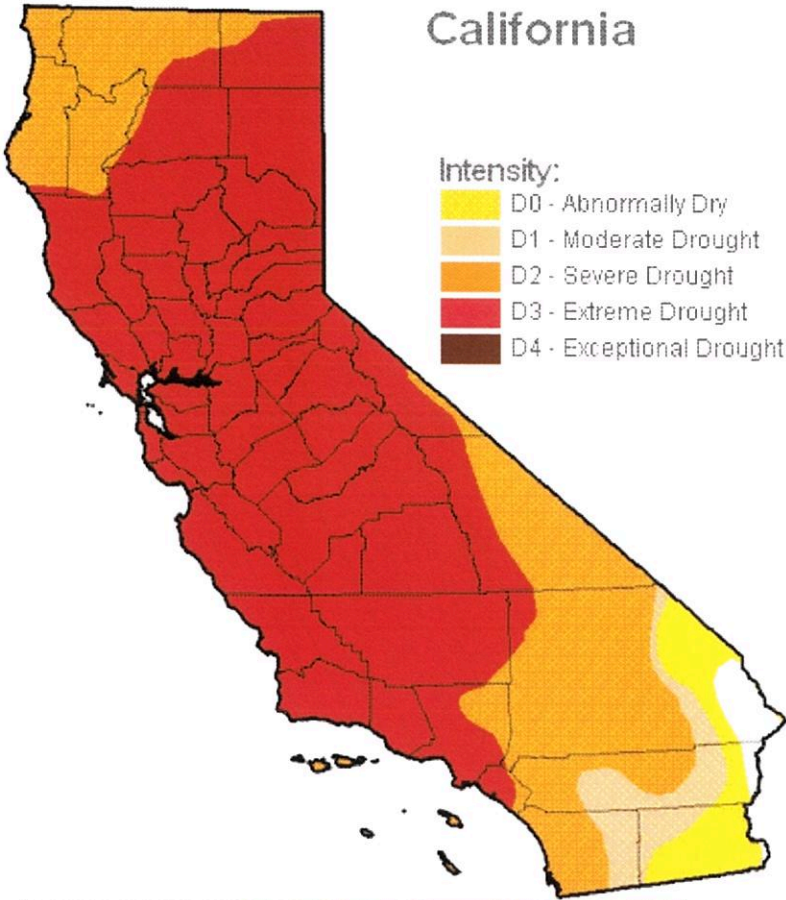 California
Intensity:
D0 - Abnormally Dry
D1 - Moderate Drought
D2 - Severe Drought
D3 - Extreme Drought
D4 - Exceptional Drought